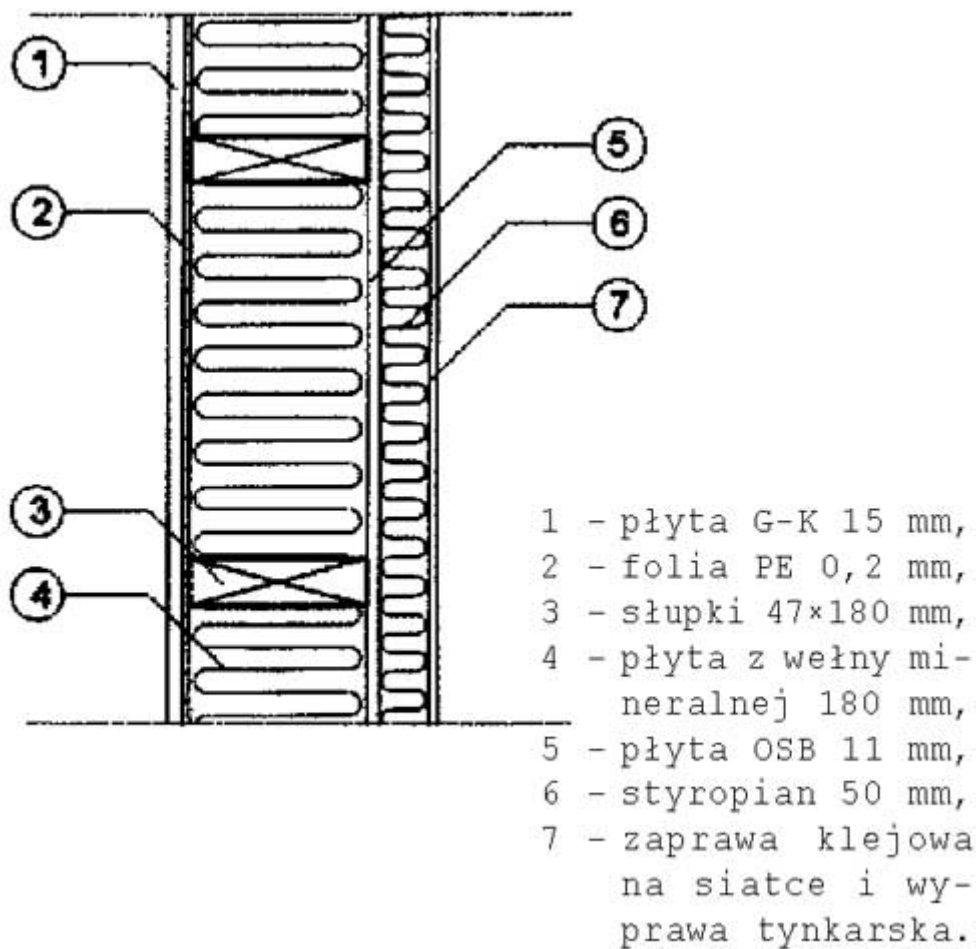 1
2
3
4
5
6
7
1 – płyta G-K 15 mm,
2 – folia PE 0,2 mm,
3 – słupki 47×180 mm,
4 – płyta z wełny mi-
neralnej 180 mm,
5 – płyta OSB 11 mm,
6 – styropian 50 mm,
7 – zaprawa klejowa
na siatce i wy-
prawa tynkarska.